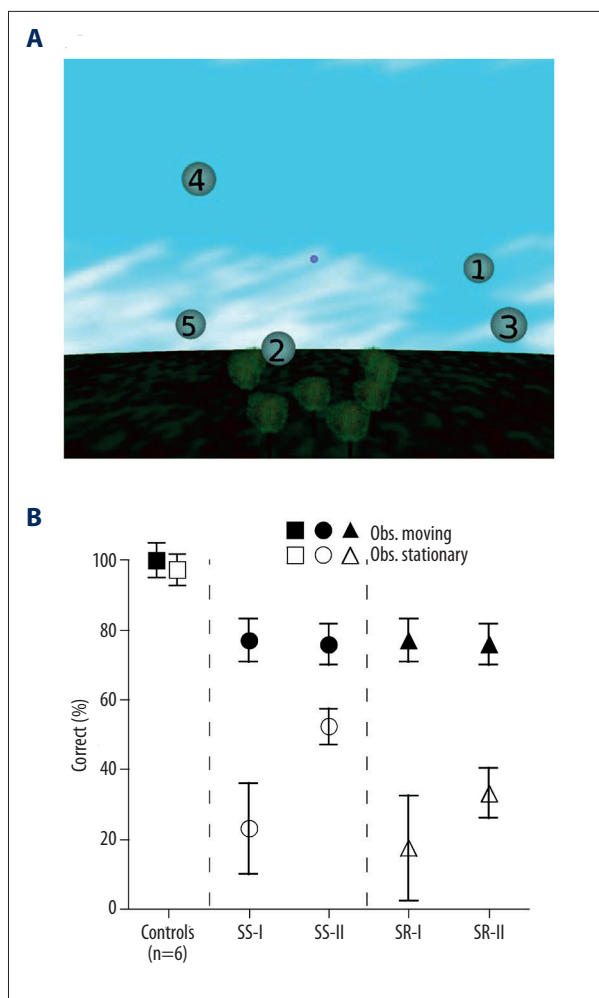 A
4
1
5
3
2
B
Obs. moving
Obs. stationary
100
80
60
40
20
0
Correct (%)
Controls SS-I SS-II SR-I SR-II
(n=6)